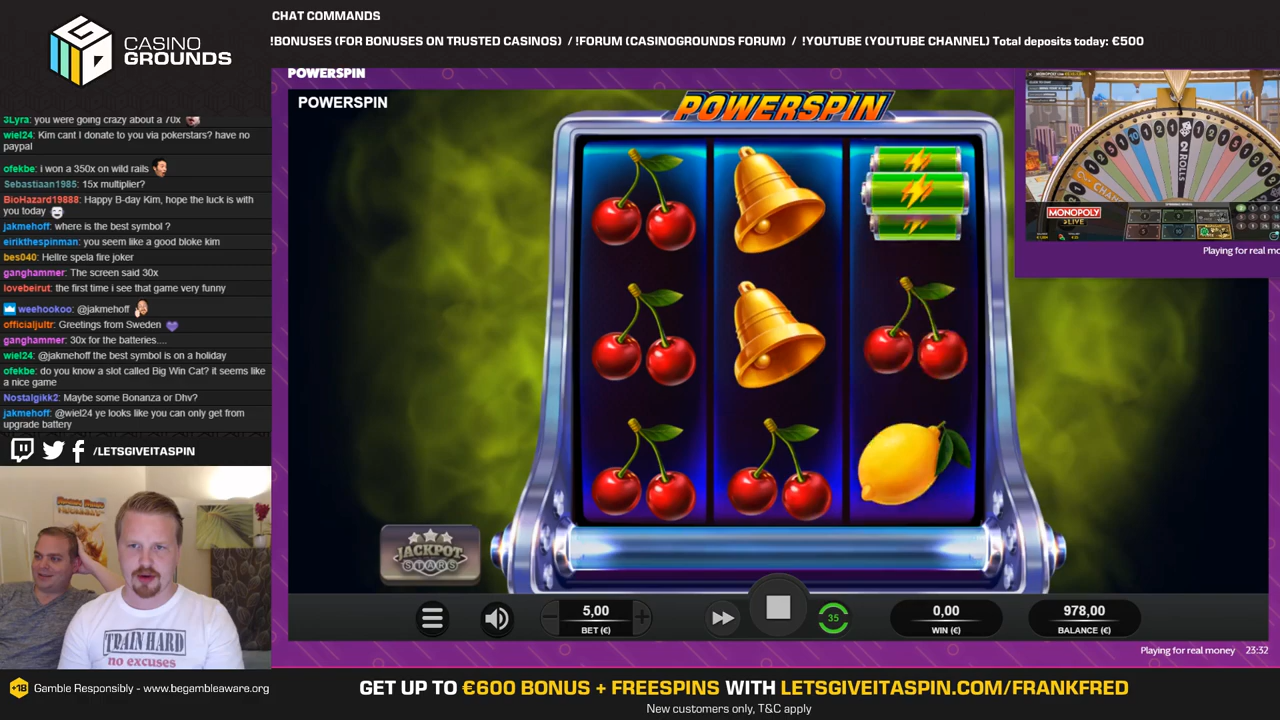 CASINO
GROUNDS
CHAT COMMANDS
!BONUSES (FOR BONUSES ON TRUSTED CASINOS) / !FORUM (CASINOGROUNDS FORUM) / !YOUTUBE (YOUTUBE CHANNEL) Total deposits today: €500
3Lyra: you were going crazy about a 70x
wiel24: Kim cant I donate to you via pokerstars? have no
paypal
ofekbe: i won a 350x on wild rails
Sebastiaan1985: 15x multiplier?
BioHazard19888: Happy B-day Kim, hope the luck is with
you today
jakmehoff: where is the best symbol ?
eirikthespinman: you seem like a good bloke kim
bes040: Hellre spela fire joker
ganghammer: The screen said 30x
lovebeirut: the first time i see that game very funny
weehookoo: @jakmehoff
officialjultr: Greetings from Sweden
ganghammer: 30x for the batteries....
wiel24: @jakmehoff the best symbol is on a holiday
ofekbe: do you know a slot called Big Win Cat? it seems like
a nice game
Nostalgikk2: Maybe some Bonanza or Dhv?
jakmehoff: @wiel24 ye looks like you can only get from
upgrade battery
/LETSGIVEITASPIN
TRAIN HARD
no excuses
POWERSPIN
POWERSPIN
POWERSPIN
2 ROLLS
MONOPOLY
LIVE
Playing for real mo
JACKPOT
STARS
5,00
BET (€)
35
0,00
WIN (€)
978,00
BALANCE (€)
Playing for real money 23:32
+18 Gamble Responsibly - www.begambleaware.org
GET UP TO €600 BONUS + FREESPINS WITH LETSGIVEITASPIN.COM/FRANKFRED
New customers only, T&C apply